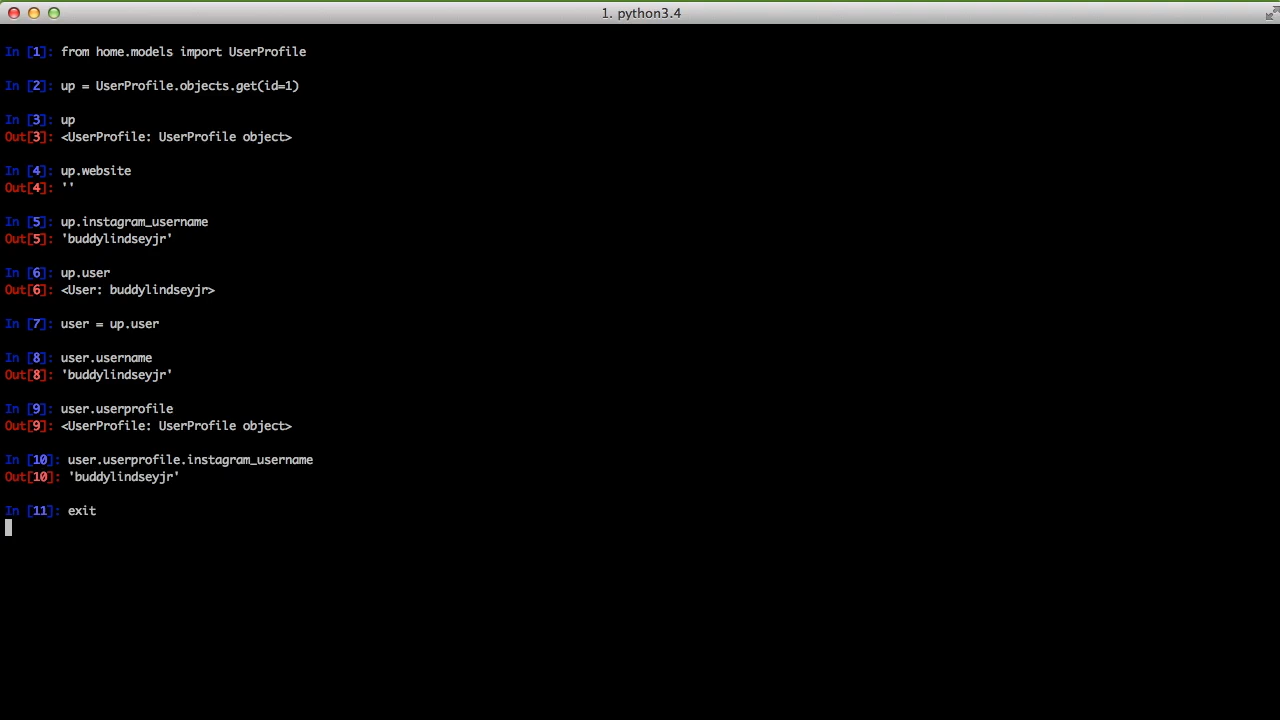 1. python3.4
In [1]: from home.models import UserProfile
In [2]: up = UserProfile.objects.get(id=1)
In [3]: up
Out[3]: <UserProfile: UserProfile object>
In [4]: up.website
Out[4]: ''
In [5]: up.instagram_username
Out[5]: 'buddylindseyjr'
In [6]: up.user
Out[6]: <User: buddylindseyjr>
In [7]: user = up.user
In [8]: user.username
Out[8]: 'buddylindseyjr'
In [9]: user.userprofile
Out[9]: <UserProfile: UserProfile object>
In [10]: user.userprofile.instagram_username
Out[10]: 'buddylindseyjr'
In [11]: exit